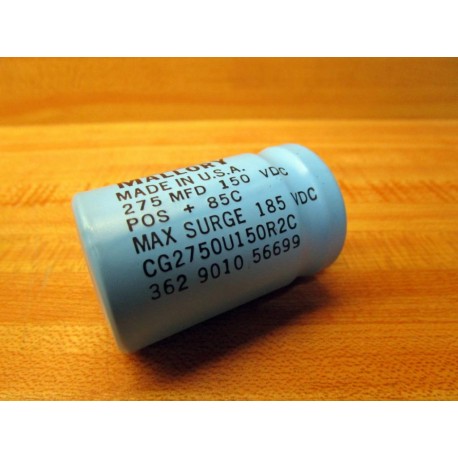 MALLORY
MADE IN U.S.A.
275 MFD 150 VDC
POS + 85C
MAX SURGE 185 VDC
CG2750U150R2C
362 9010 56699